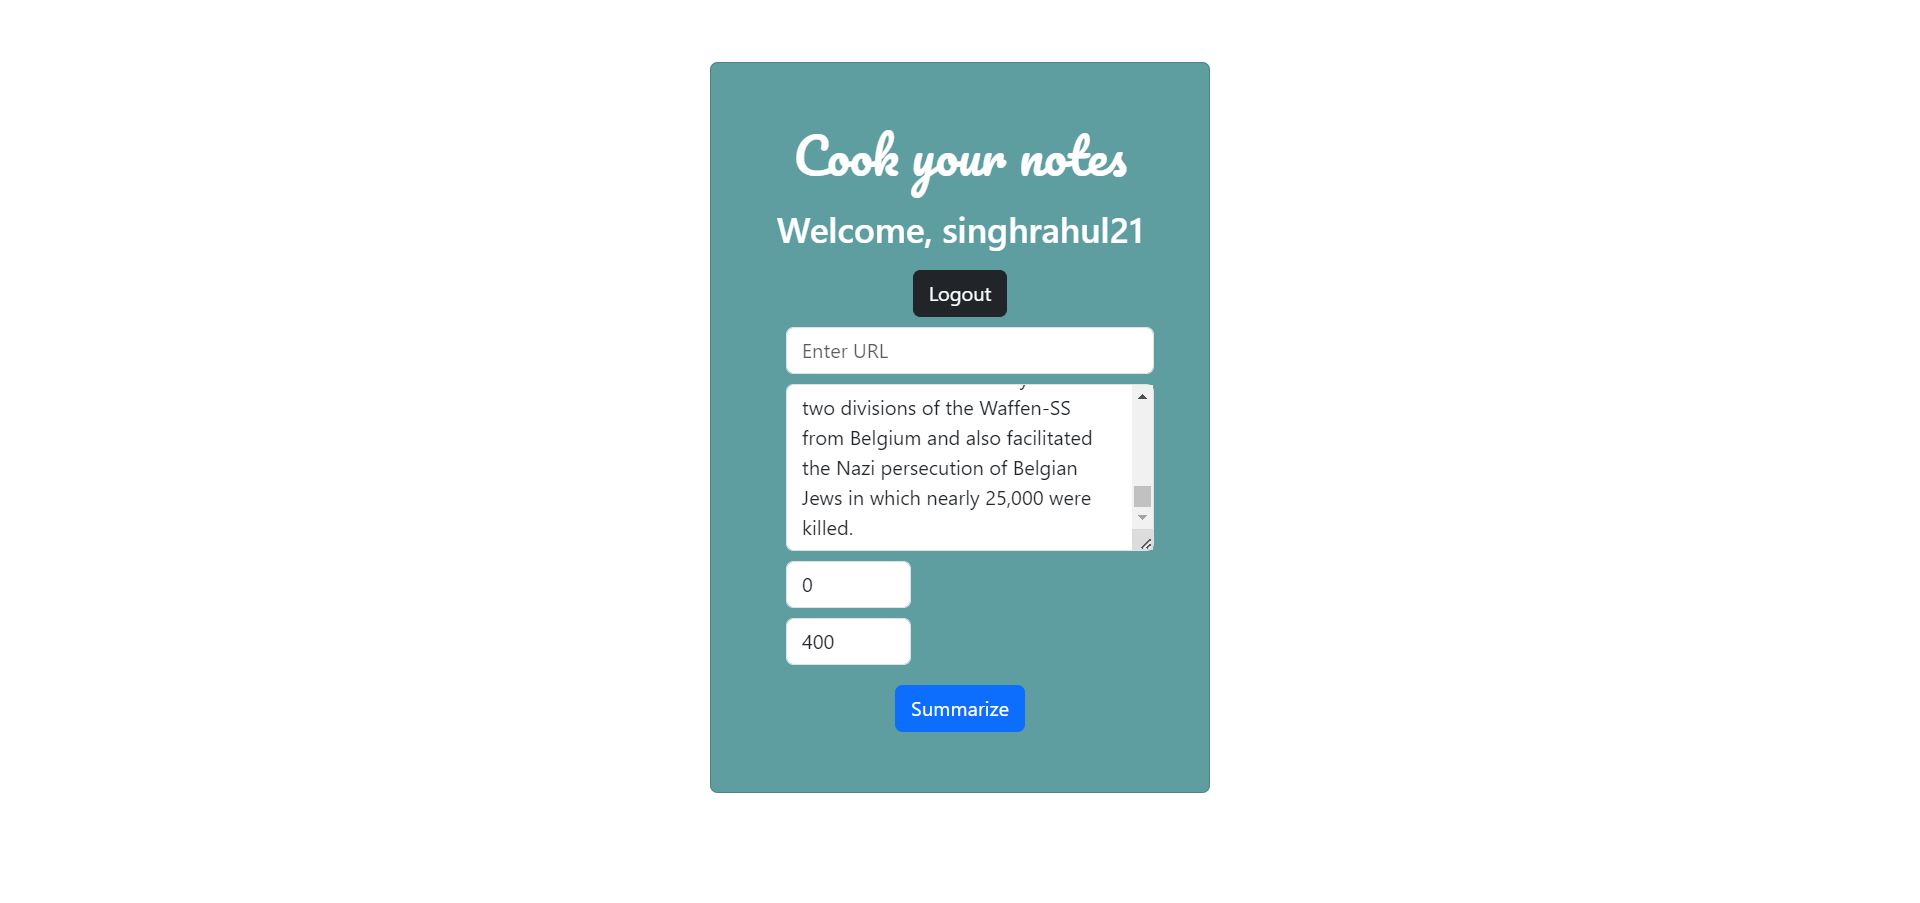 Cook your notes
Welcome, singhrahul21
Logout
Enter URL
two divisions of the Waffen-SS
from Belgium and also facilitated
the Nazi persecution of Belgian
Jews in which nearly 25,000 were
killed.
0
400
Summarize